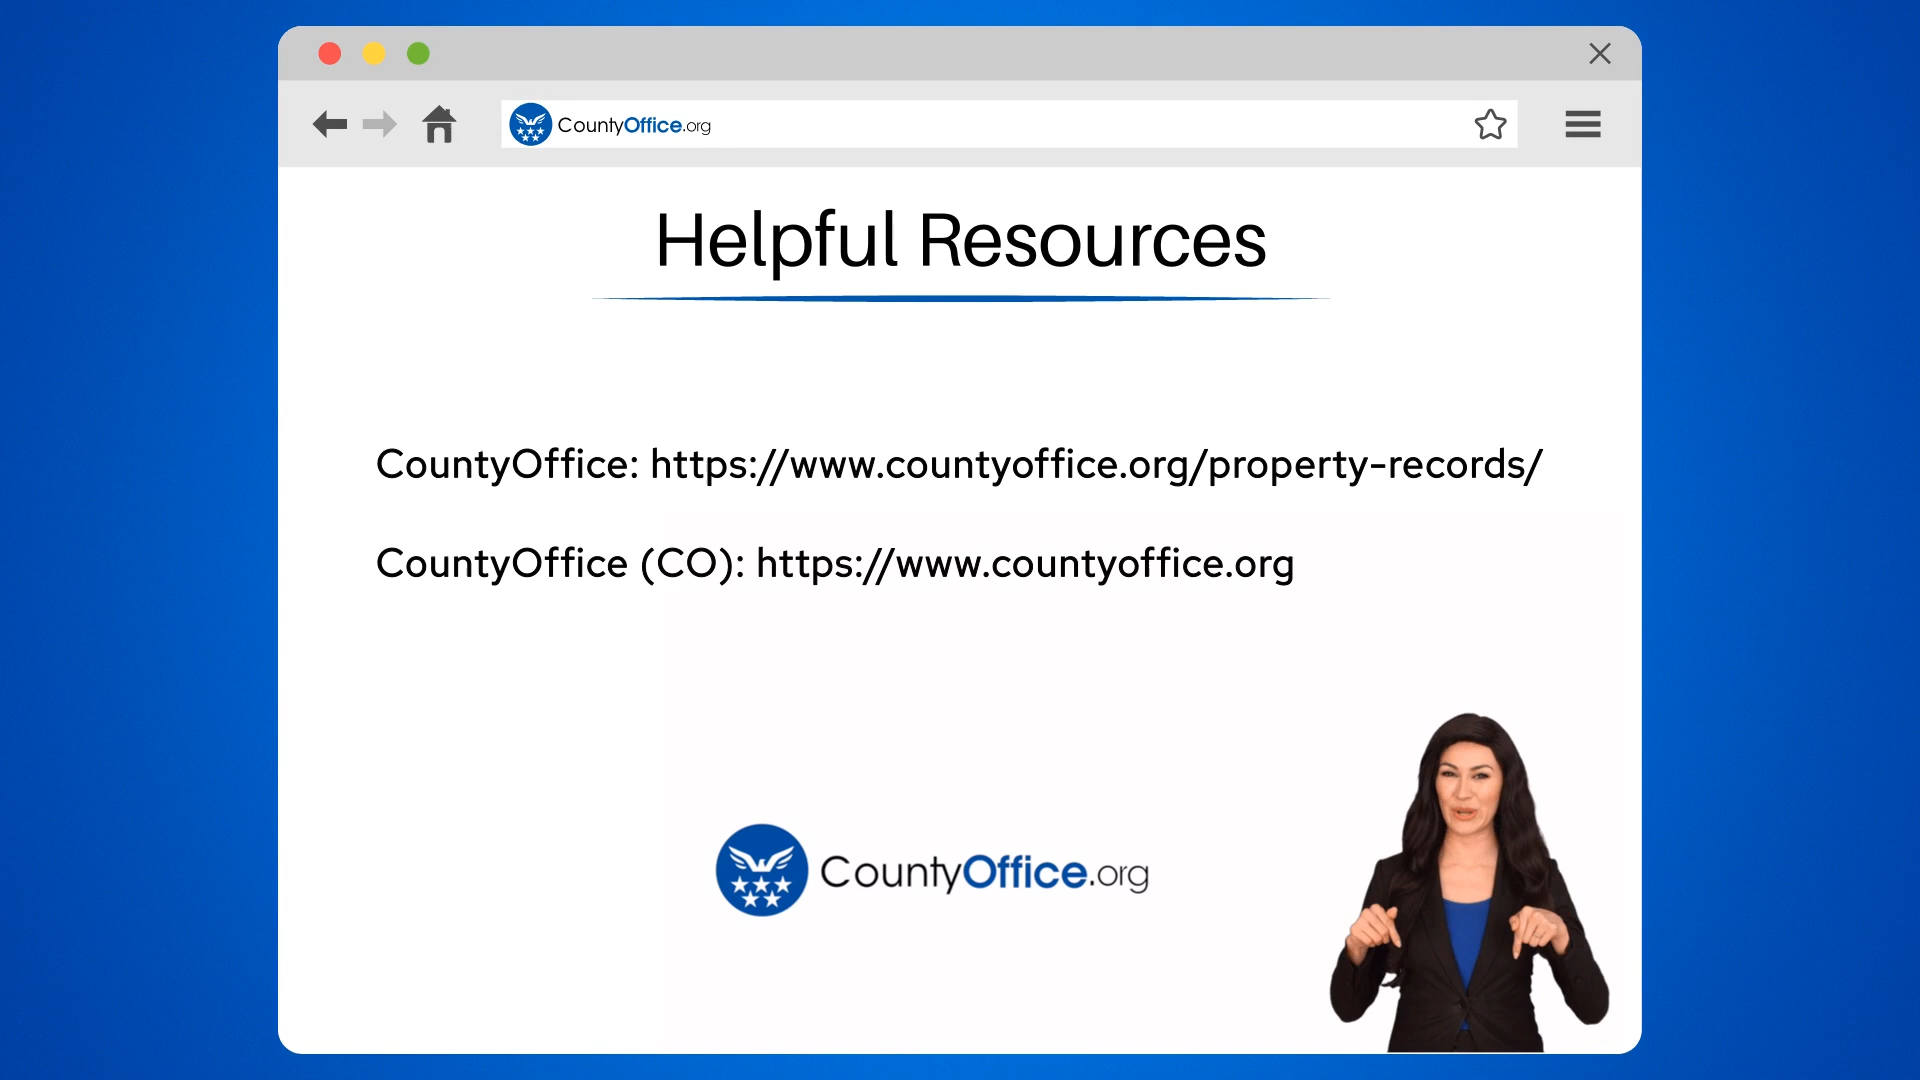 CountyOffice.org
Helpful Resources
CountyOffice: https://www.countyoffice.org/property-records/
CountyOffice (CO): https://www.countyoffice.org
CountyOffice.org